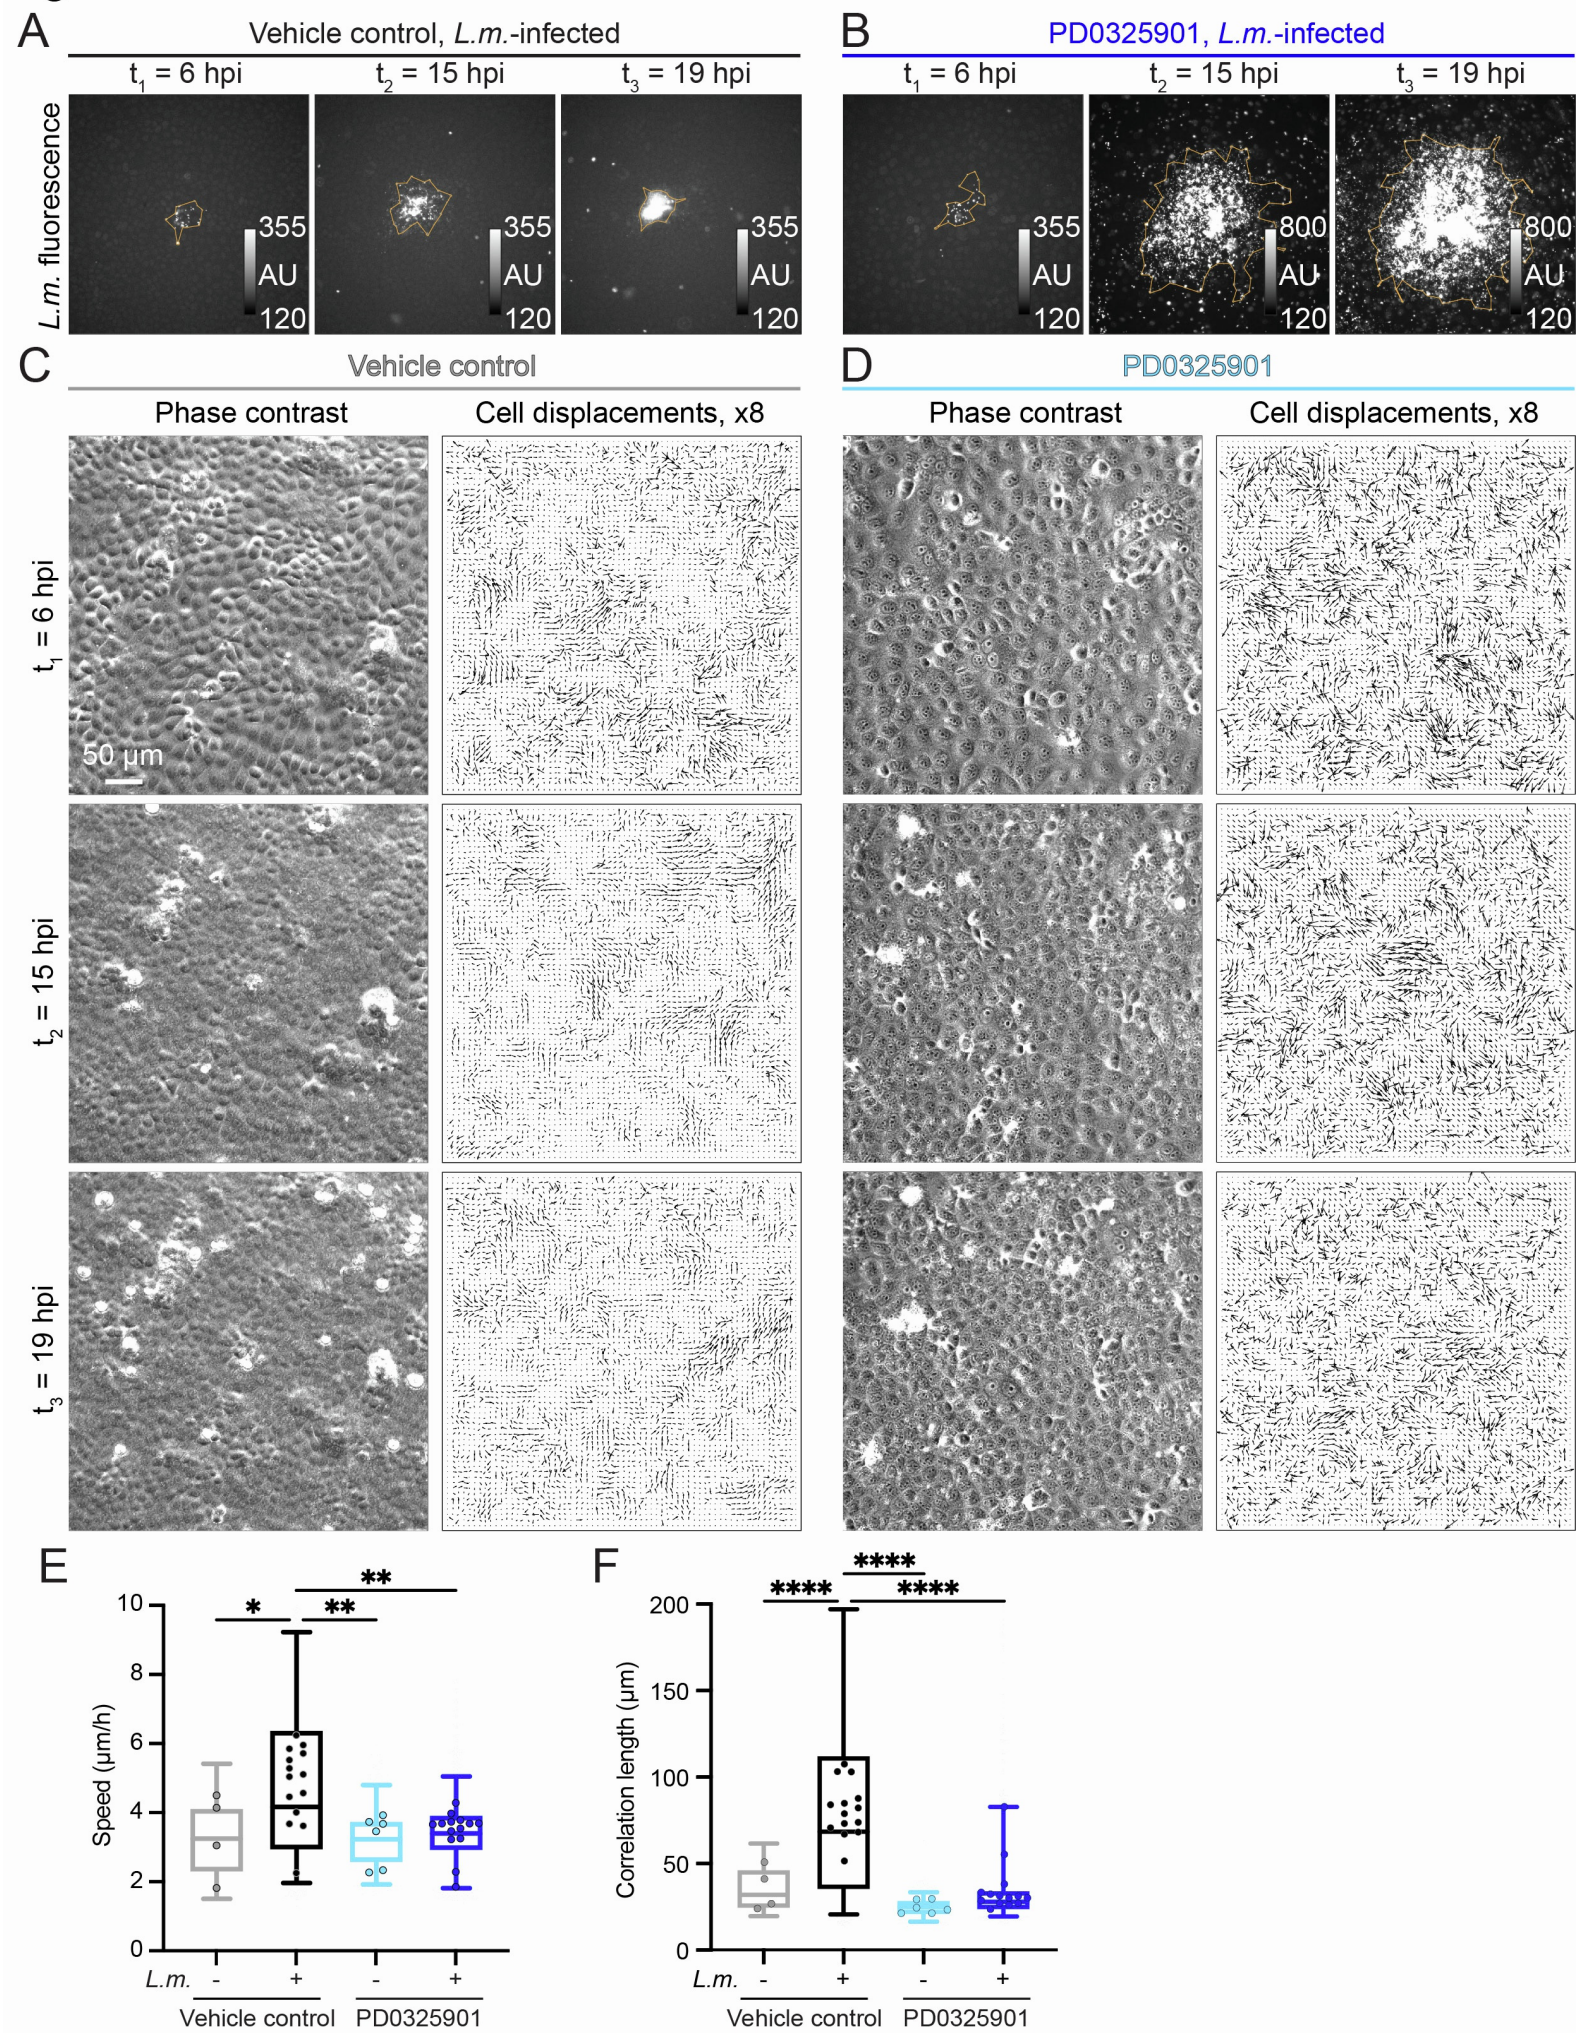 A
Vehicle control, L.m.-infected
t1 = 6 hpi
t2 = 15 hpi
t3 = 19 hpi
L.m. fluorescence
355
AU
120
355
AU
120
355
AU
120
B
PD0325901, L.m.-infected
t1 = 6 hpi
t2 = 15 hpi
t3 = 19 hpi
355
AU
120
800
AU
120
800
AU
120
C
Vehicle control
Phase contrast
Cell displacements, x8
D
PD0325901
Phase contrast
Cell displacements, x8
t1 = 6 hpi
50 µm
t2 = 15 hpi
t3 = 19 hpi
E
Speed (µm/h)
10
8
6
4
2
0
*
**
**
L.m. - + - +
Vehicle control PD0325901
F
Correlation length (µm)
200
150
100
50
0
****
****
****
L.m. - + - +
Vehicle control PD0325901